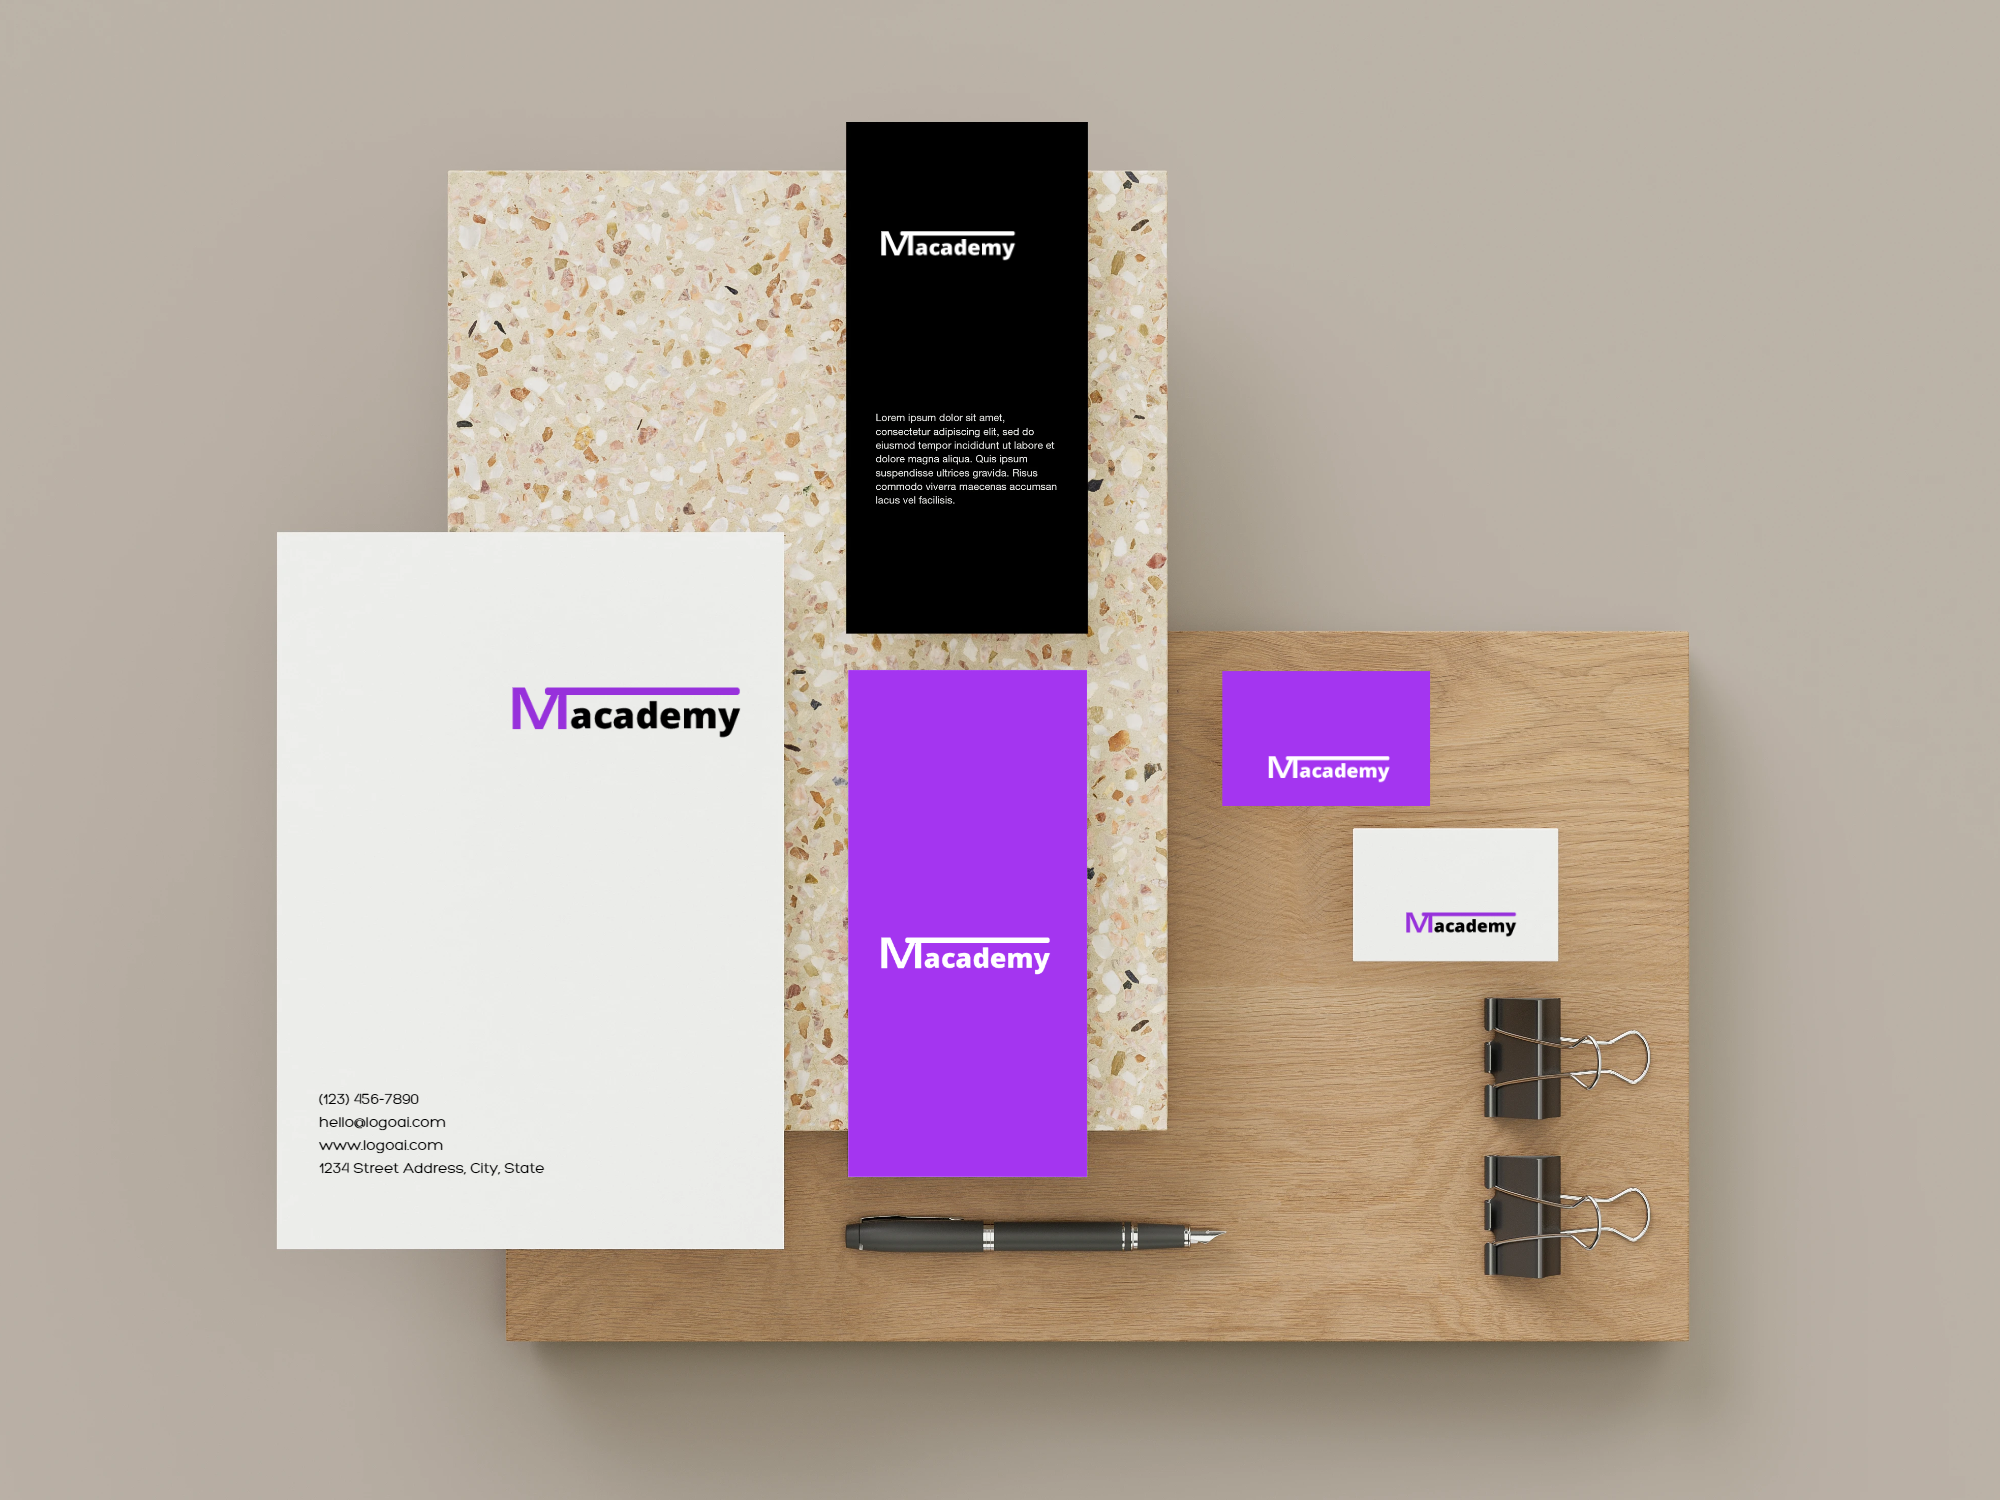 Macademy
Lorem ipsum dolor sit amet,
consectetur adipiscing elit, sed do
eiusmod tempor incididunt ut labore et
dolore magna aliqua. Quis ipsum
suspendisse ultrices gravida. Risus
commodo viverra maecenas accumsan
lacus vel facilisis.
Macademy
(123) 456-7890
hello@logoai.com
www.logoai.com
1234 Street Address, City, State
Macademy
Macademy
Macademy